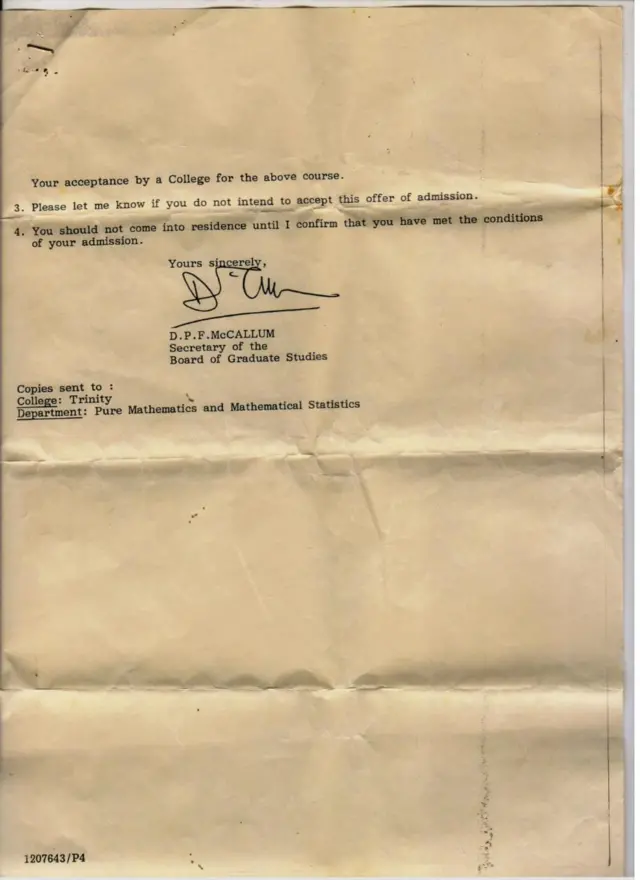 Your acceptance by a College for the above course.
3. Please let me know if you do not intend to accept this offer of admission.
4. You should not come into residence until I confirm that you have met the conditions
of your admission.
Yours sincerely,
D.P.F.McCALLUM
Secretary of the
Board of Graduate Studies
Copies sent to :
College: Trinity
Department: Pure Mathematics and Mathematical Statistics
1207643/P4